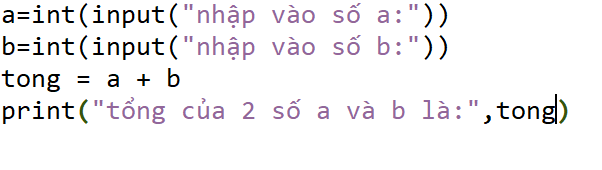 a=int(input("nhập vào số a:"))
b=int(input("nhập vào số b:"))
tong = a + b
print("tổng của 2 số a và b là:",tong)